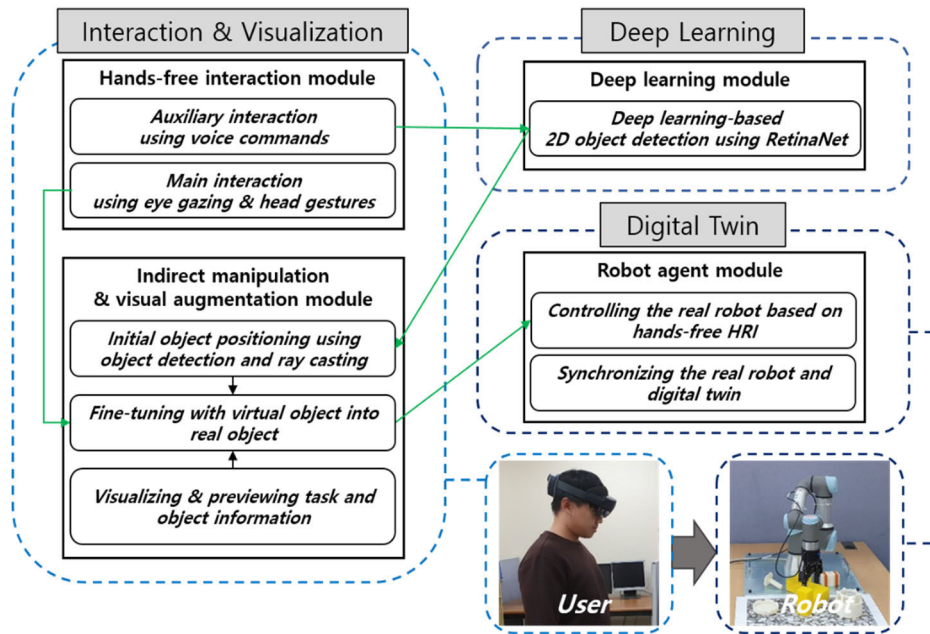 Interaction & Visualization
Hands-free interaction module
Auxiliary interaction
using voice commands
Main interaction
using eye gazing & head gestures
Indirect manipulation
& visual augmentation module
Initial object positioning using
object detection and ray casting
Fine-tuning with virtual object into
real object
Visualizing & previewing task and
object information
Deep Learning
Deep learning module
Deep learning-based
2D object detection using RetinaNet
Digital Twin
Robot agent module
Controlling the real robot based on
hands-free HRI
Synchronizing the real robot and
digital twin
User
Robot